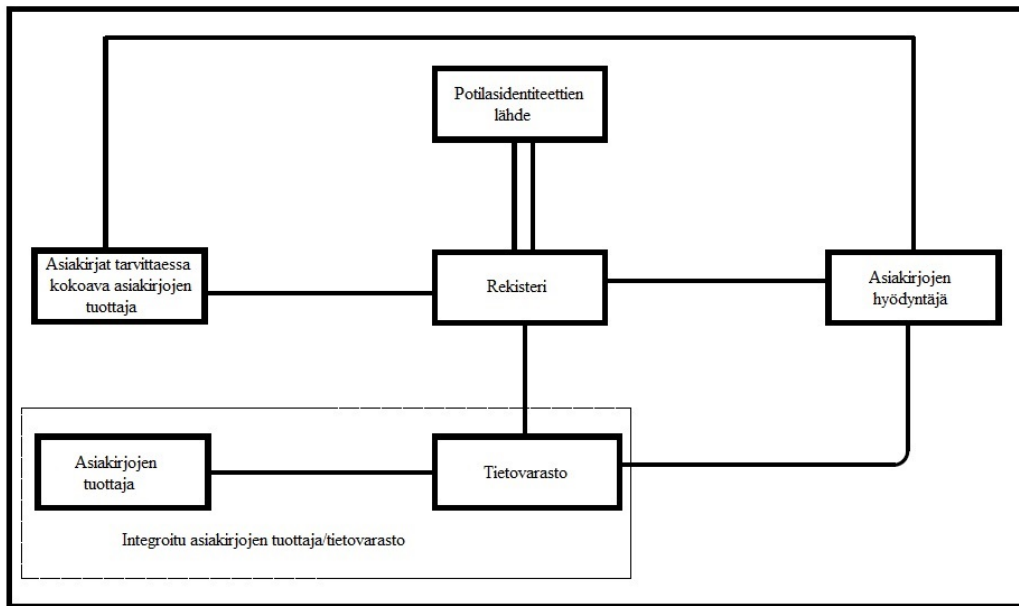 Potilasidentiteettien
lähde
Asiakirjat tarvittaessa
kokoava asiakirjojen
tuottaja
Rekisteri
Asiakirjojen
hyödyntäjä
Asiakirjojen
tuottaja
Tietovarasto
Integroitu asiakirjojen tuottaja/tietovarasto